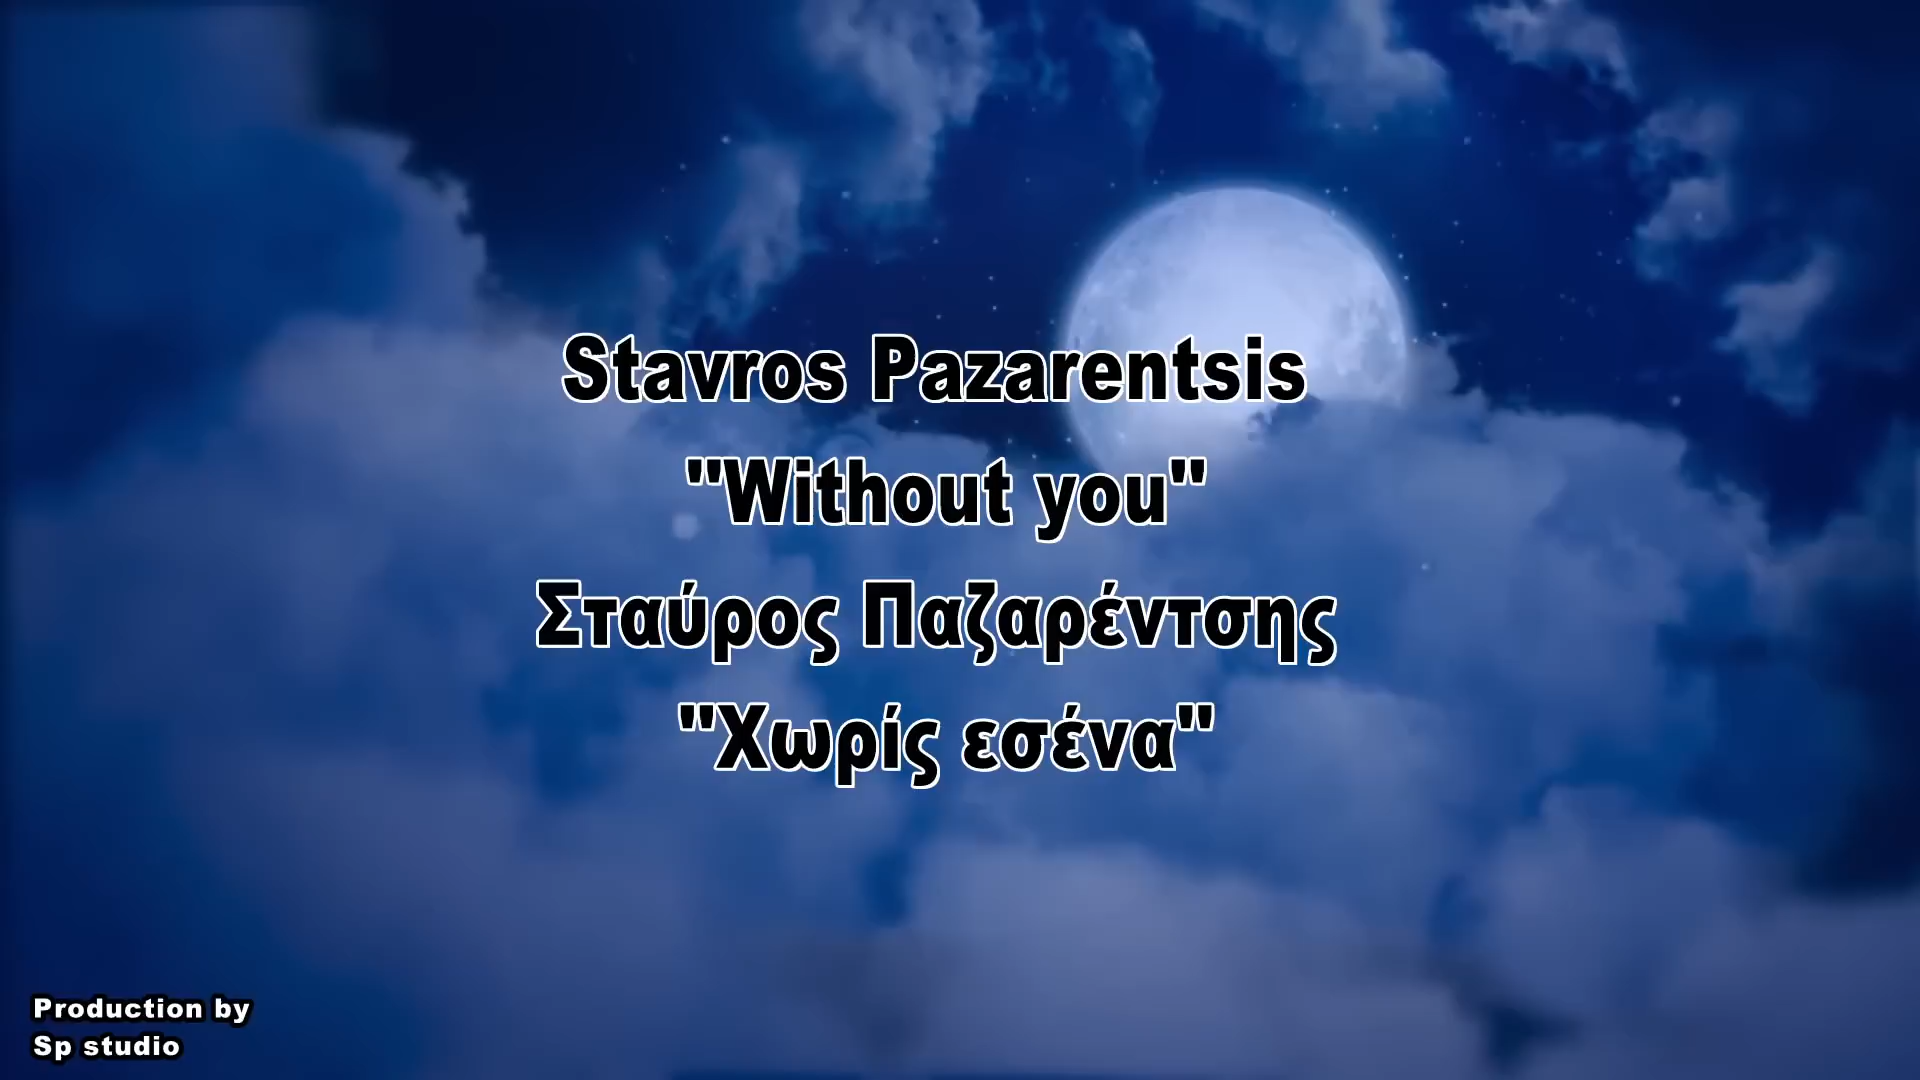 Stavros Pazarentsis
"Without you"
Σταύρος Παζαρέντσης
"Χωρίς εσένα"
Production by
Sp studio